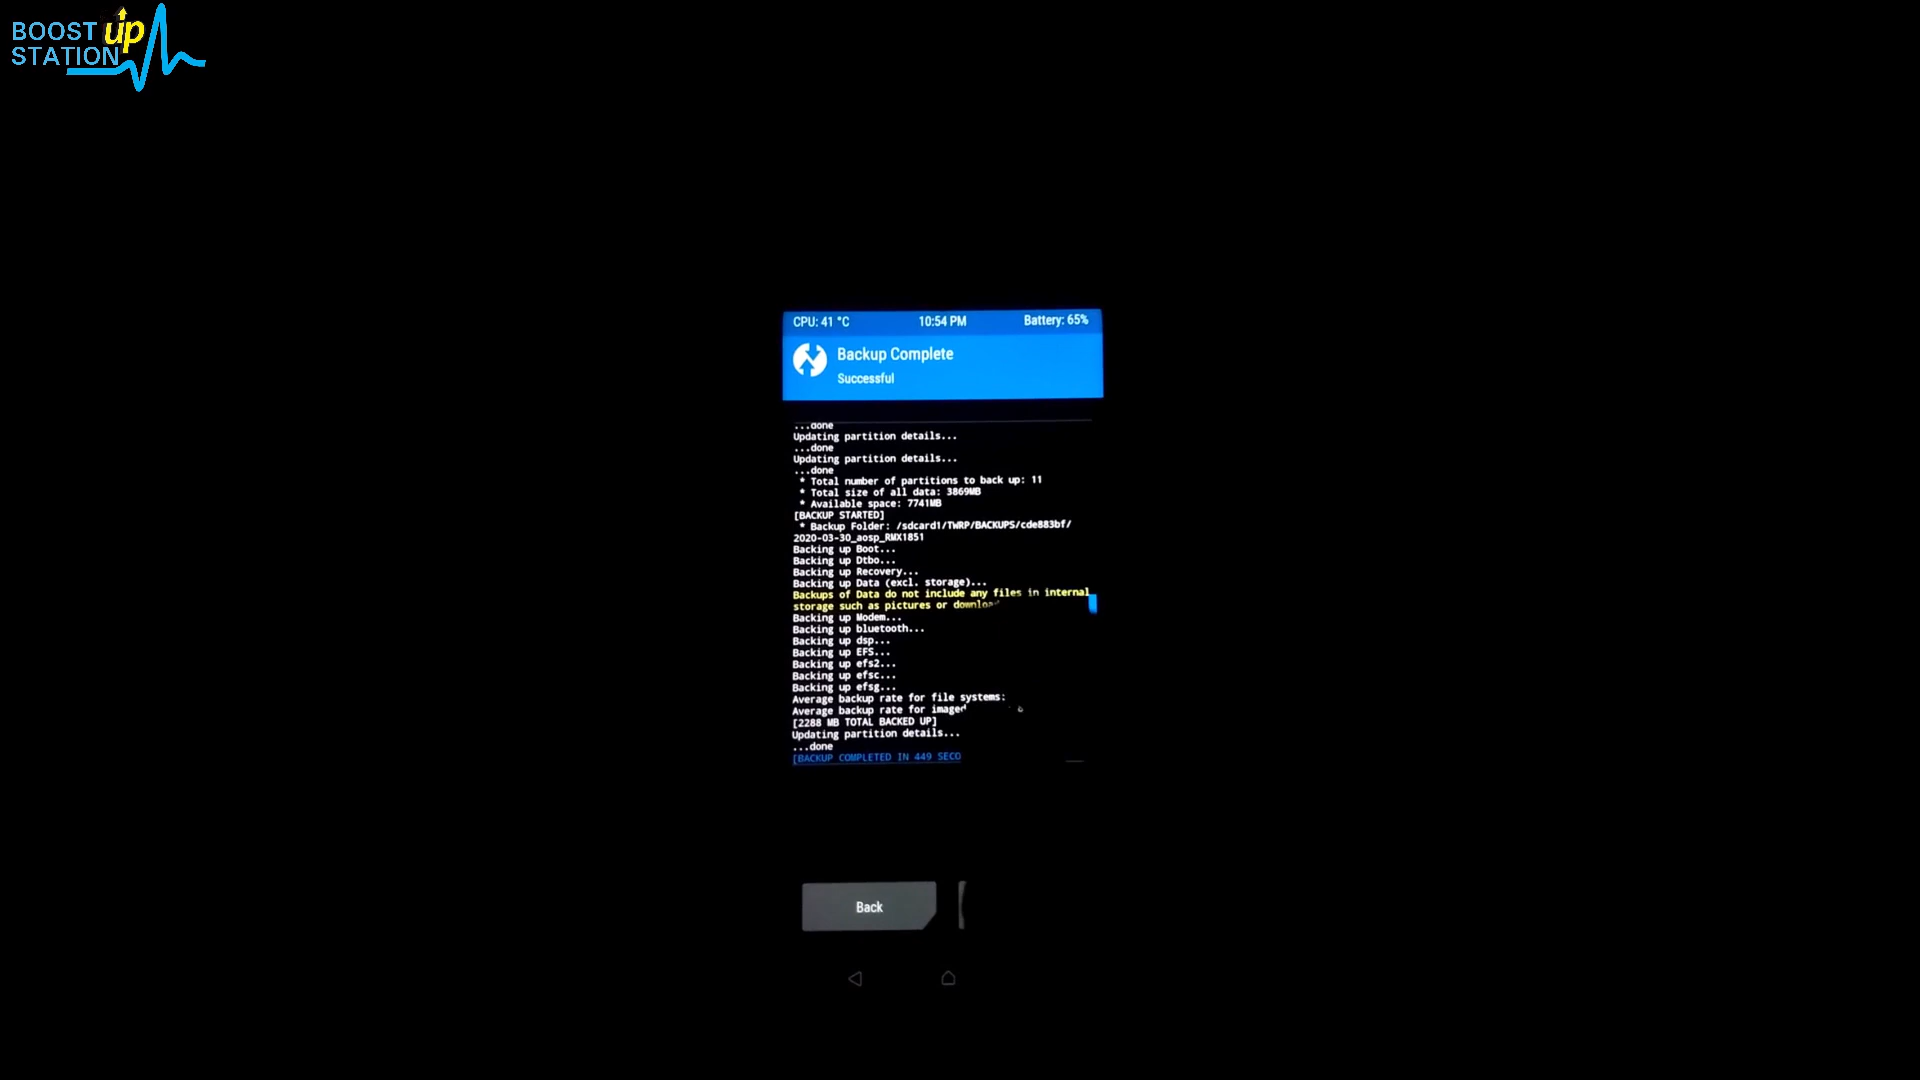 BOOST up
STATION
CPU: 41 °C 10:54 PM Battery: 65%
Backup Complete
Successful
...done
Updating partition details...
...done
Updating partition details...
...done
* Total number of partitions to back up: 11
* Total size of all data: 3869MB
* Available space: 7741MB
[BACKUP STARTED]
* Backup Folder: /sdcard1/TWRP/BACKUPS/cde883bf/
2020-03-30_aosp_RMX1851
Backing up Boot...
Backing up Dtbo...
Backing up Recovery...
Backing up Data (excl. storage)...
Backups of Data do not include any files in internal
storage such as pictures or
Backing up Modem...
Backing up bluetooth...
Backing up dsp...
Backing up EFS...
Backing up efs2...
Backing up efsc...
Backing up efsg...
Average backup rate for file systems:
Average backup rate for imaged
[2288 MB TOTAL BACKED UP]
Updating partition details...
...done
[BACKUP COMPLETED IN 449 SECO
Back